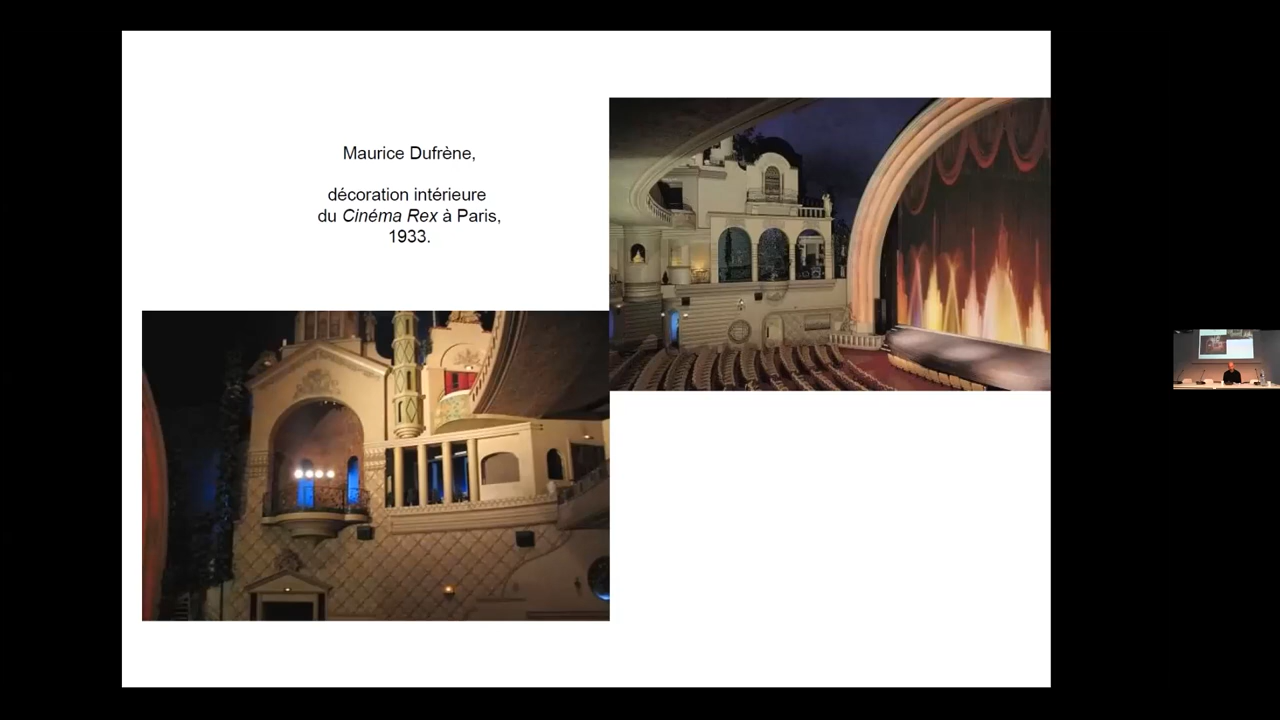 Maurice Dufrène,
décoration intérieure
du Cinéma Rex à Paris,
1933.